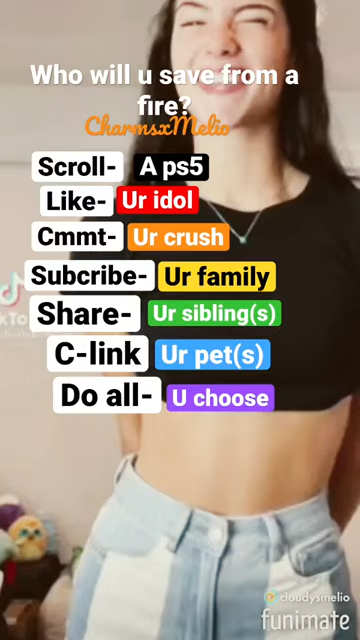 Who will u save from a
fire?
CharmsxMelio
Scroll- A ps5
Like- Ur idol
Cmmt- Ur crush
Subcribe- Ur family
Share- Ur sibling(s)
C-link Ur pet(s)
Do all- U choose
cloudysmelio
funimate